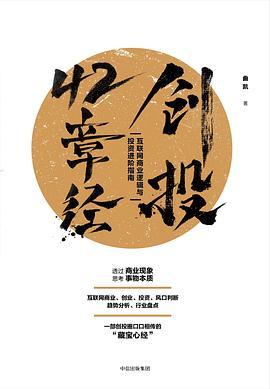 创投
42章经
互联网商业逻辑与
投资进阶指南
曲凯
著
透过 商业现象
思考 事物本质
互联网商业、创业、投资、风口判断
趋势分析、行业盘点
一部创投圈口口相传的
“藏宝心经”
中信出版集团